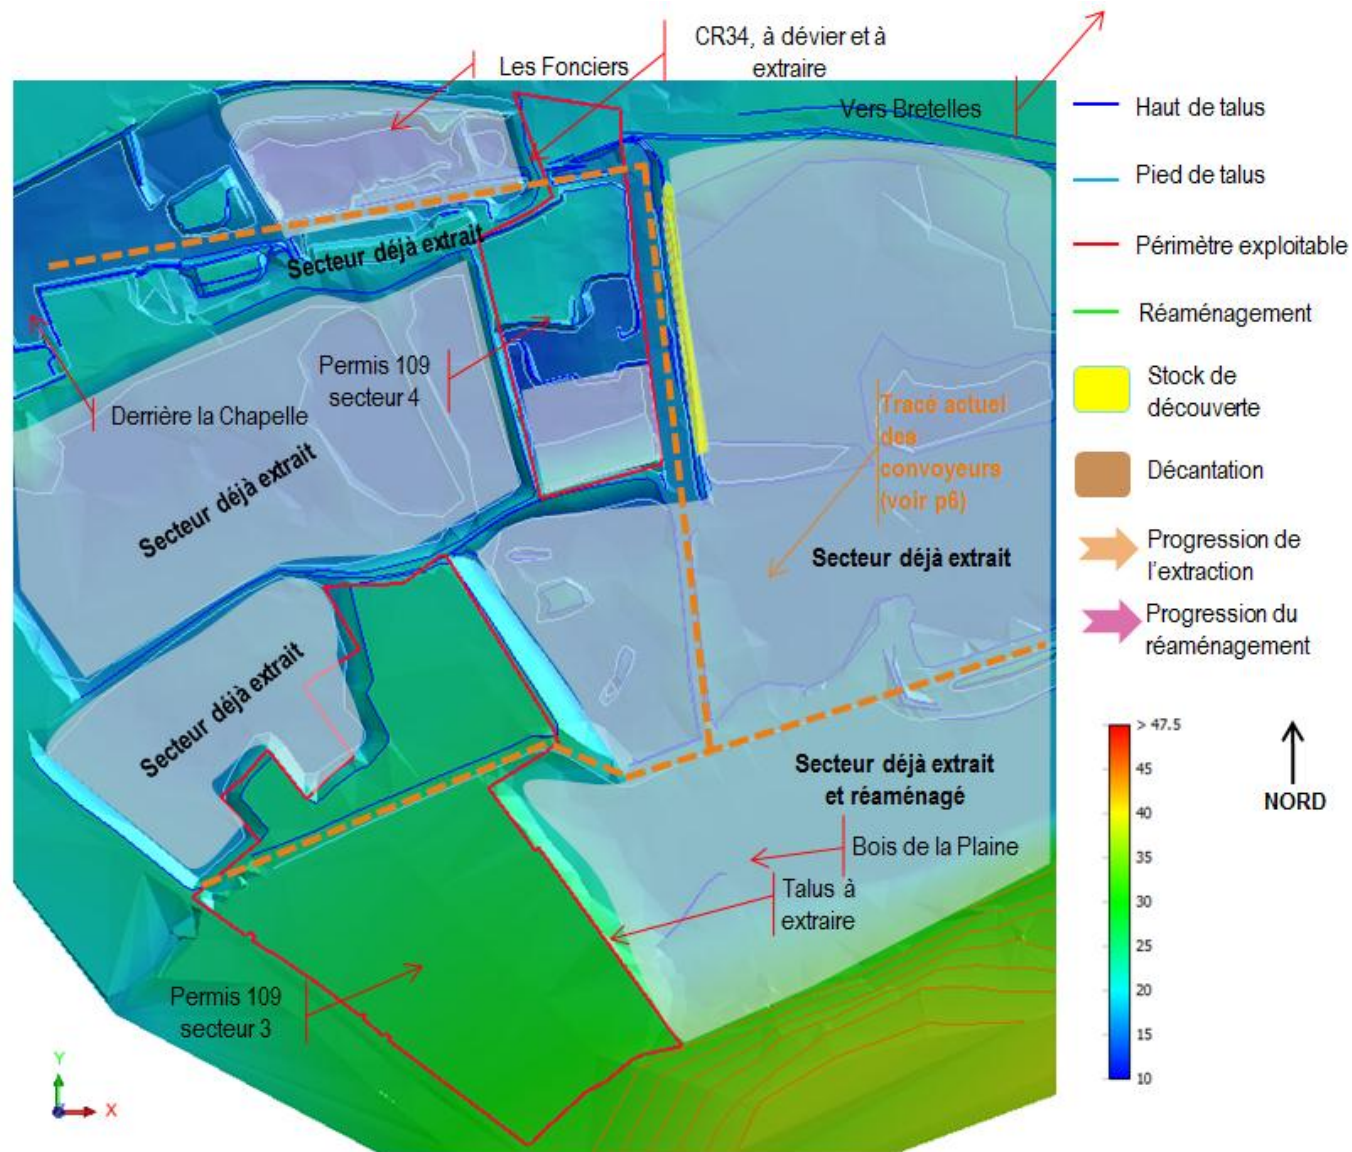 CR34, à dévier et à
extraire
Les Fonciers
Vers Bretelles
Secteur déjà extrait
Permis 109
secteur 4
Derrière la Chapelle
Secteur déjà extrait
Tracé actuel
des
convoyeurs
(voir p6)
Secteur déjà extrait
Secteur déjà extrait
Secteur déjà extrait
et réaménagé
Bois de la Plaine
Talus à
extraire
Permis 109
secteur 3
Y
X
Haut de talus
Pied de talus
Périmètre exploitable
Réaménagement
Stock de
découverte
Décantation
Progression de
l'extraction
Progression du
réaménagement
> 47.5
45
40
35
30
25
20
15
10
NORD